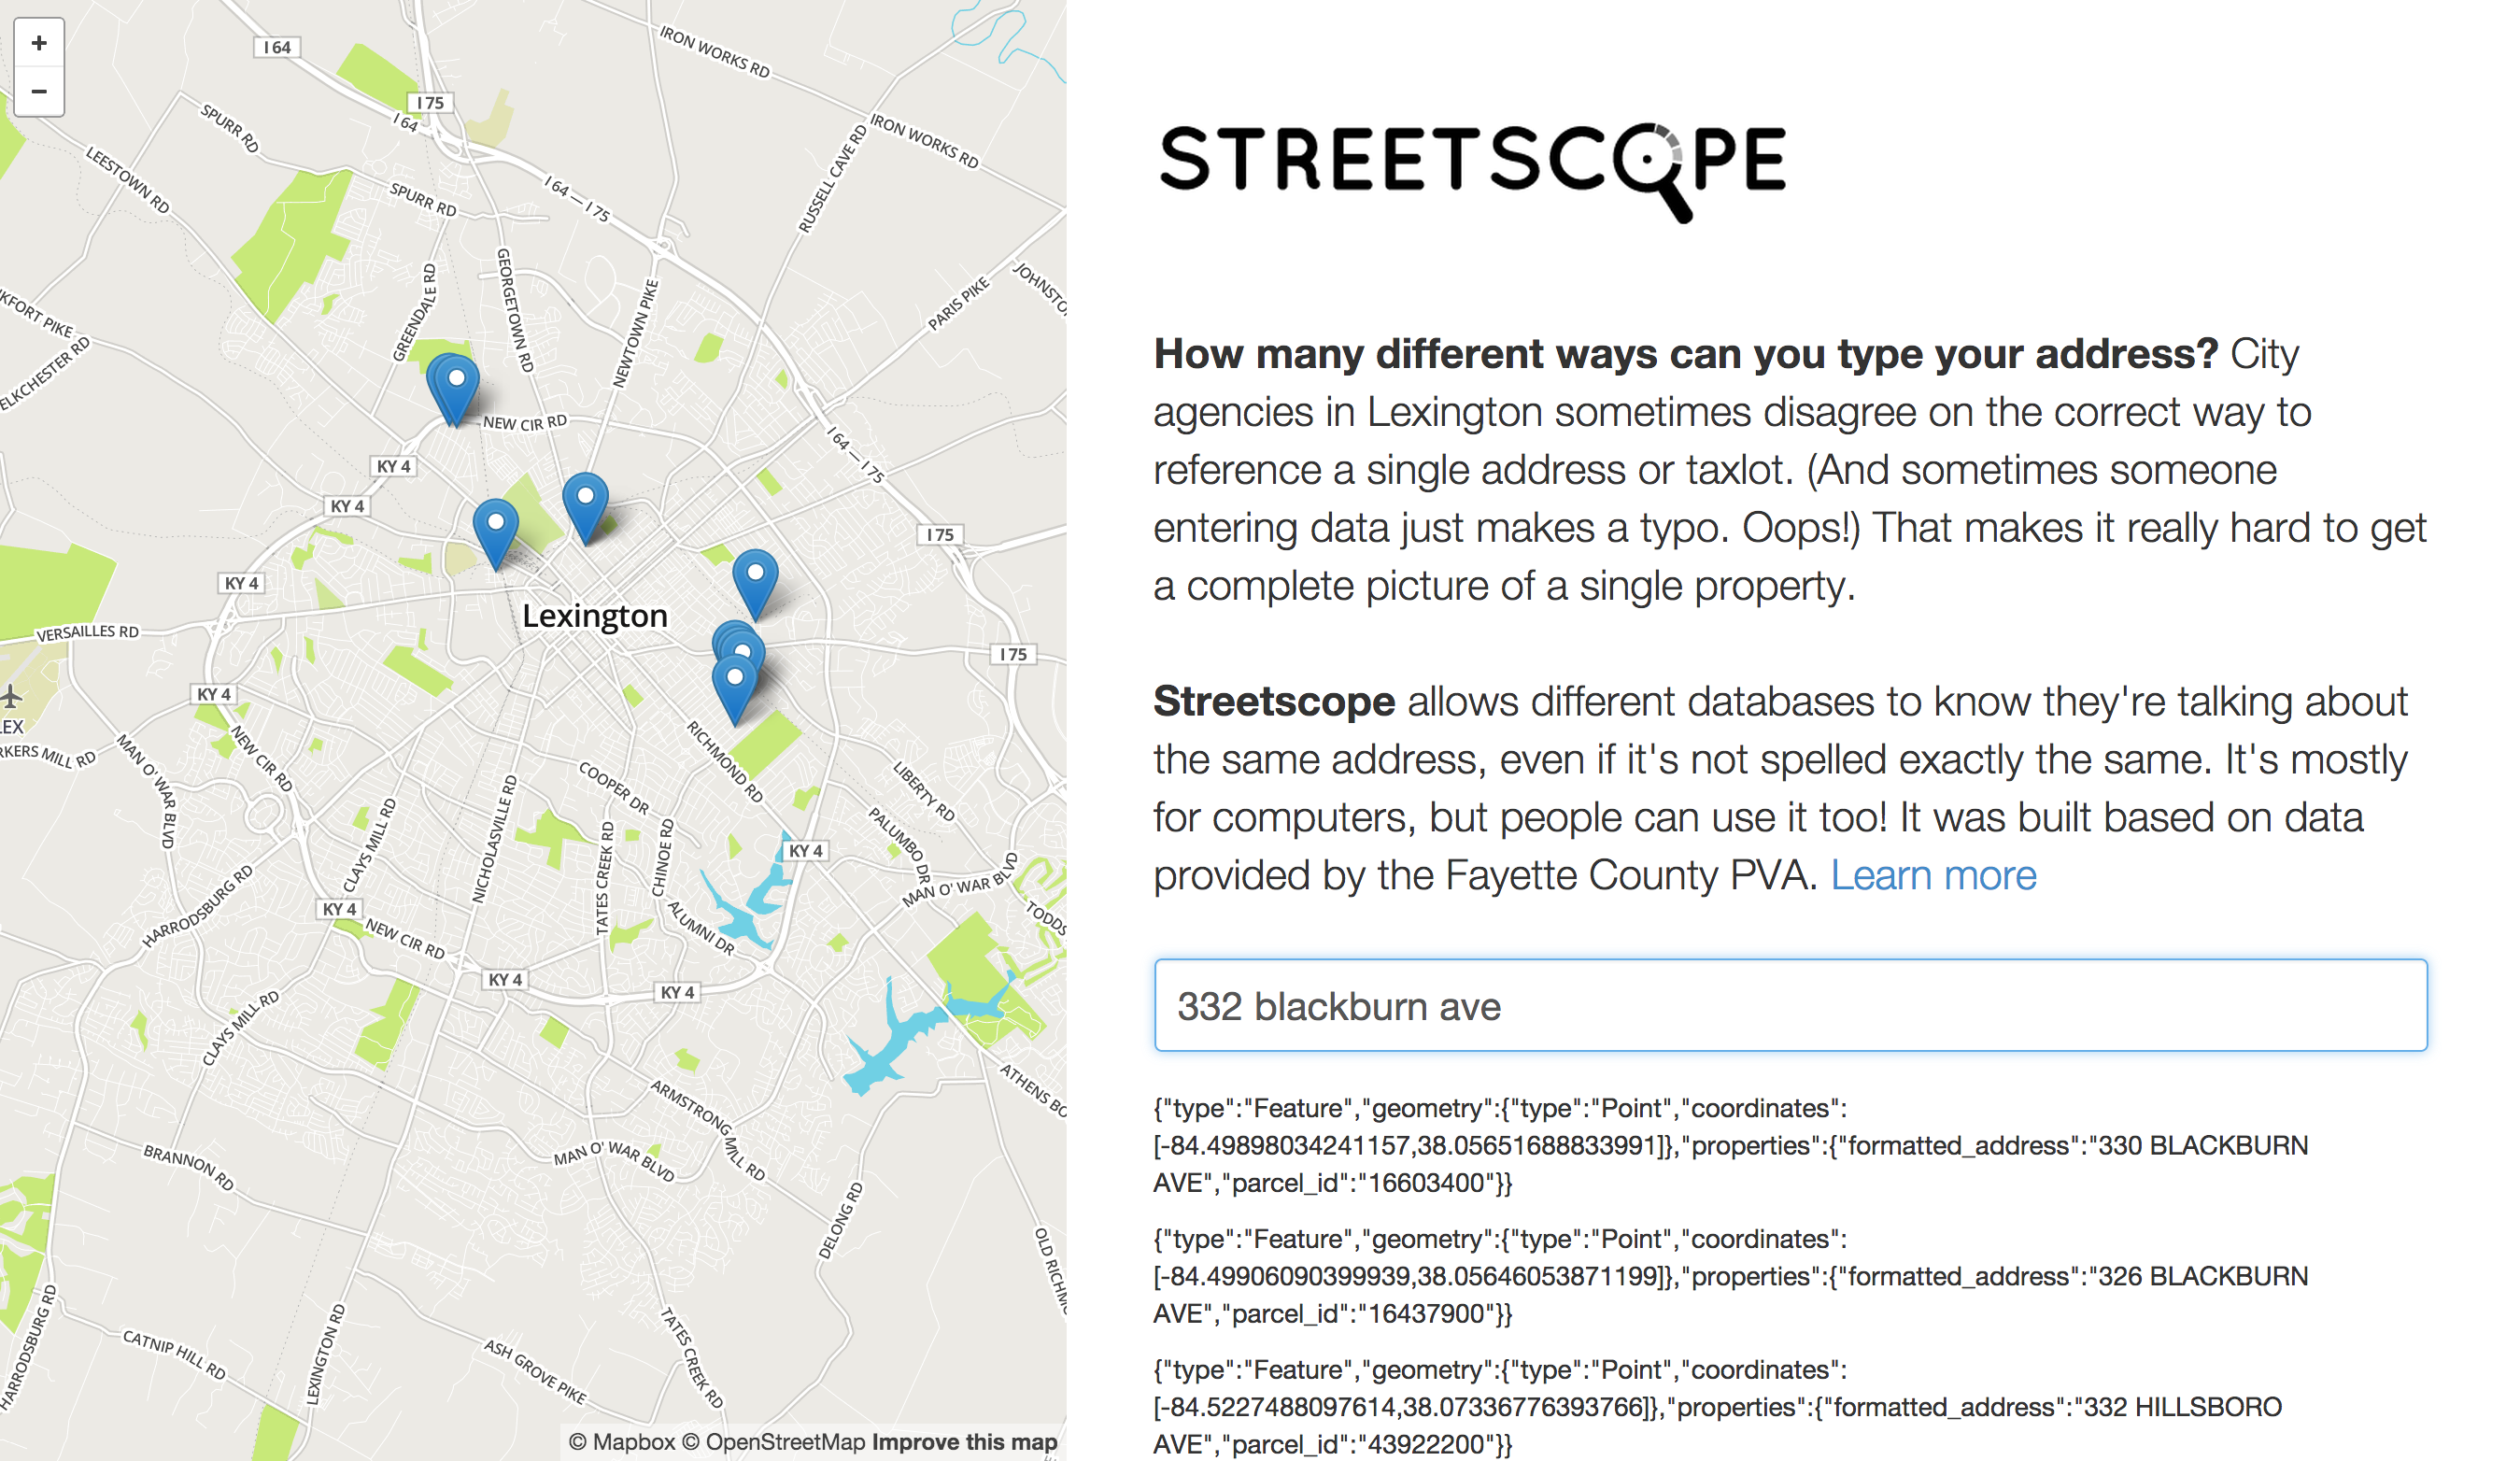 +
−
I 64
IRON WORKS RD
I 75
I 64
SPURR RD
IRON WORKS RD
LEESTOWN RD
RUSSELL CAVE RD
SPURR RD
I 64 — I 75
GEORGETOWN RD
GREENDALE RD
NEWTOWN PIKE
PARIS PIKE
KFORT PIKE
ELKCHESTER RD
NEW CIR RD
I 64 — I 75
KY 4
KY 4
I 75
KY 4
Lexington
VERSAILLES RD
I 75
KY 4
LEX
RKERS MILL RD
MAN O' WAR BLVD
NEW CIR RD
RICHMOND RD
COOPER DR
LIBERTY RD
CLAYS MILL RD
NICHOLASVILLE RD
TATES CREEK RD
CHINOE RD
KY 4
PALUMBO DR
MAN O' WAR BLVD
HARRODSBURG RD
KY 4
NEW CIR RD
ALUMNI DR
TODDS
KY 4
KY 4
CLAYS MILL RD
ATHENS BO
ARMSTRONG MILL RD
MAN O' WAR BLVD
BRANNON RD
DELONG RD
OLD RICHM
HARRODSBURG RD
LEXINGTON RD
CATNIP HILL RD
ASH GROVE PIKE
TATES CREEK RD
© Mapbox © OpenStreetMap Improve this map
STREETSCOPE
How many different ways can you type your address? City
agencies in Lexington sometimes disagree on the correct way to
reference a single address or taxlot. (And sometimes someone
entering data just makes a typo. Oops!) That makes it really hard to get
a complete picture of a single property.
Streetscope allows different databases to know they're talking about
the same address, even if it's not spelled exactly the same. It's mostly
for computers, but people can use it too! It was built based on data
provided by the Fayette County PVA. Learn more
332 blackburn ave
{"type":"Feature","geometry":{"type":"Point","coordinates":
[-84.49898034241157,38.05651688833991]},"properties":{"formatted_address":"330 BLACKBURN
AVE","parcel_id":"16603400"}}
{"type":"Feature","geometry":{"type":"Point","coordinates":
[-84.49906090399939,38.05646053871199]},"properties":{"formatted_address":"326 BLACKBURN
AVE","parcel_id":"16437900"}}
{"type":"Feature","geometry":{"type":"Point","coordinates":
[-84.5227488097614,38.07336776393766]},"properties":{"formatted_address":"332 HILLSBORO
AVE","parcel_id":"43922200"}}